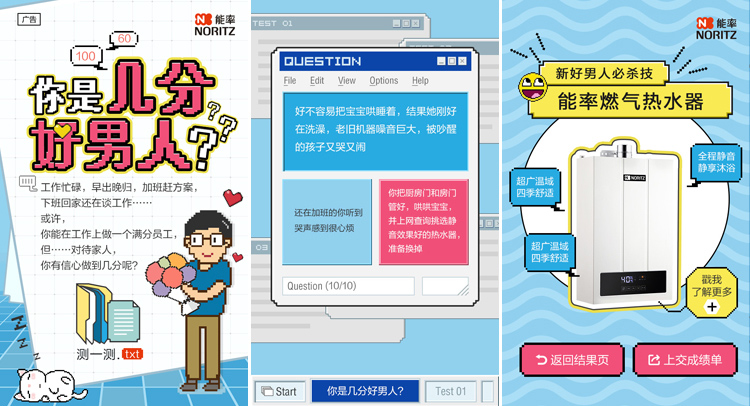 广告
能率
NORITZ
100
60
你是几分
好男人?
??
工作忙碌，早出晚归，加班赶方案，
下班回家还在谈工作……
或许，
你能在工作上做一个满分员工，
但……对待家人，
你有信心做到几分呢？
测一测.txt
ZZZ
TEST 01
QUESTION
File Edit View Options Help
好不容易把宝宝哄睡着，结果她刚好
在洗澡，老旧机器噪音巨大，被吵醒
的孩子又哭又闹
还在加班的你听到
哭声感到很心烦
你把厨房门和房门
管好，哄哄宝宝，
并上网查询挑选静
音效果好的热水器，
准备换掉
03
Question (10/10)
Start
你是几分好男人?
Test 01
能率
NORITZ
新好男人必杀技
能率燃气热水器
全程静音
静享沐浴
超广温域
四季舒适
NORITZ
超广温域
四季舒适
40
戳我
了解更多
+
返回结果页
上交成绩单